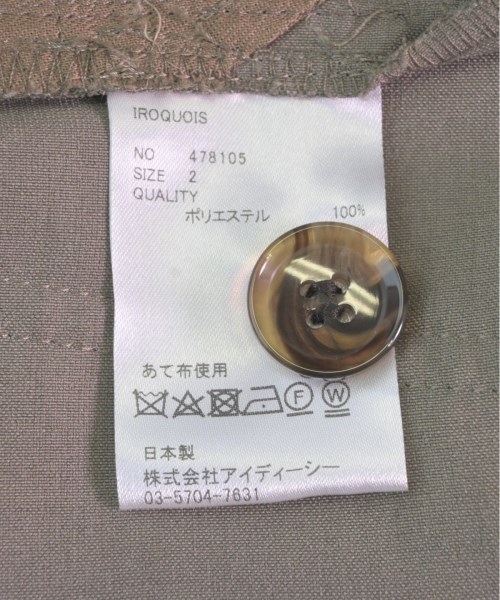 IROQUOIS
NO 478105
SIZE 2
QUALITY
ポリエステル 100%
あて布使用
F W
日本製
株式会社アイディーシー
03-5704-7631